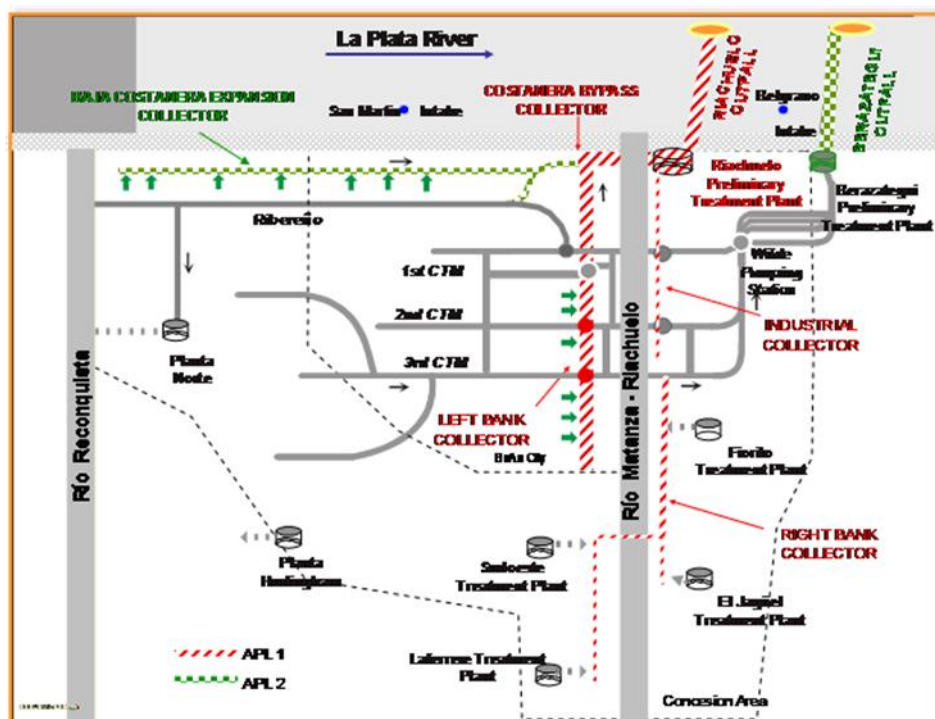 La Plata River
RIACHUELO
OUTFALL
BERAZATEGUI
OUTFALL
BAJA COSTANERA EXPANSION
COLLECTOR
COSTANERA BYPASS
COLLECTOR
San Martin Intake
Belgrano
Intake
Riachuelo
Preliminary
Treatment Plant
Berazategui
Preliminary
Treatment Plant
Ribereño
1st CTM
Wilde
Pumping
Station
2nd CTM
INDUSTRIAL
COLLECTOR
Planta
Norte
3rd CTM
LEFT BANK
COLLECTOR
BsAs City
Río Reconquista
Río Matanza - Riachuelo
Fiorito
Treatment Plant
RIGHT BANK
COLLECTOR
Planta
Hurlingham
Sudoeste
Treatment Plant
El Jaguel
Treatment Plant
APL 1
APL 2
Laferrere Treatment
Plant
Concesion Area